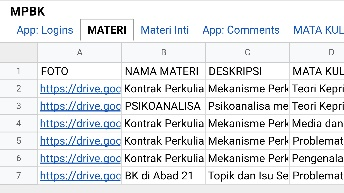 MPBK
App: Logins MATERI Materi Inti App: Comments MATA KUL
A B C D
1 FOTO NAMA MATERI DESKRIPSI MATA KUL
2 https://drive.goo Kontrak Perkulia Mekanisme Perk Teori Kepri
3 https://drive.goo PSIKOANALISA Psikoanalisa me Teori Kepri
4 https://drive.goo Kontrak Perkulia Mekanisme Perk Media dan
5 https://drive.goo Kontrak Perkulia Mekanisme Perk Problemat
6 https://drive.goo Kontrak Perkulia Mekanisme Perk Pengenala
7 https://drive.goo BK di Abad 21 Topik dan Isu Se Problemat